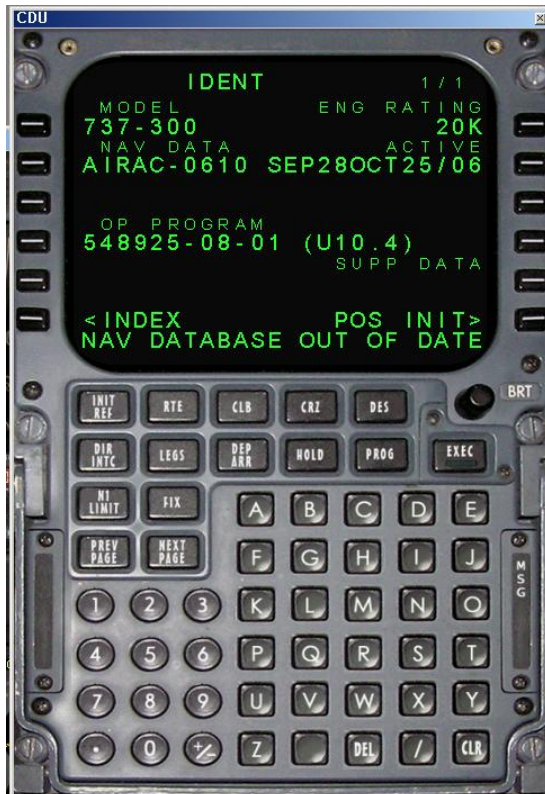 CDU
IDENT 1/1
MODEL ENG RATING
737-300 20K
NAV DATA ACTIVE
AIRAC-0610 SEP28OCT25/06
OP PROGRAM
548925-08-01 (U10.4)
SUPP DATA
<INDEX POS INIT>
NAV DATABASE OUT OF DATE
BRT
INIT REF RTE CLB CRZ DES
DIR INTC LEGS DEP ARR HOLD PROG EXEC
N1 LIMIT FIX
A B C D E
PREV PAGE NEXT PAGE
F G H I J
MSG
1 2 3 K L M N O
4 5 6 P Q R S T
7 8 9 U V W X Y
. 0 +/- Z DEL / CLR